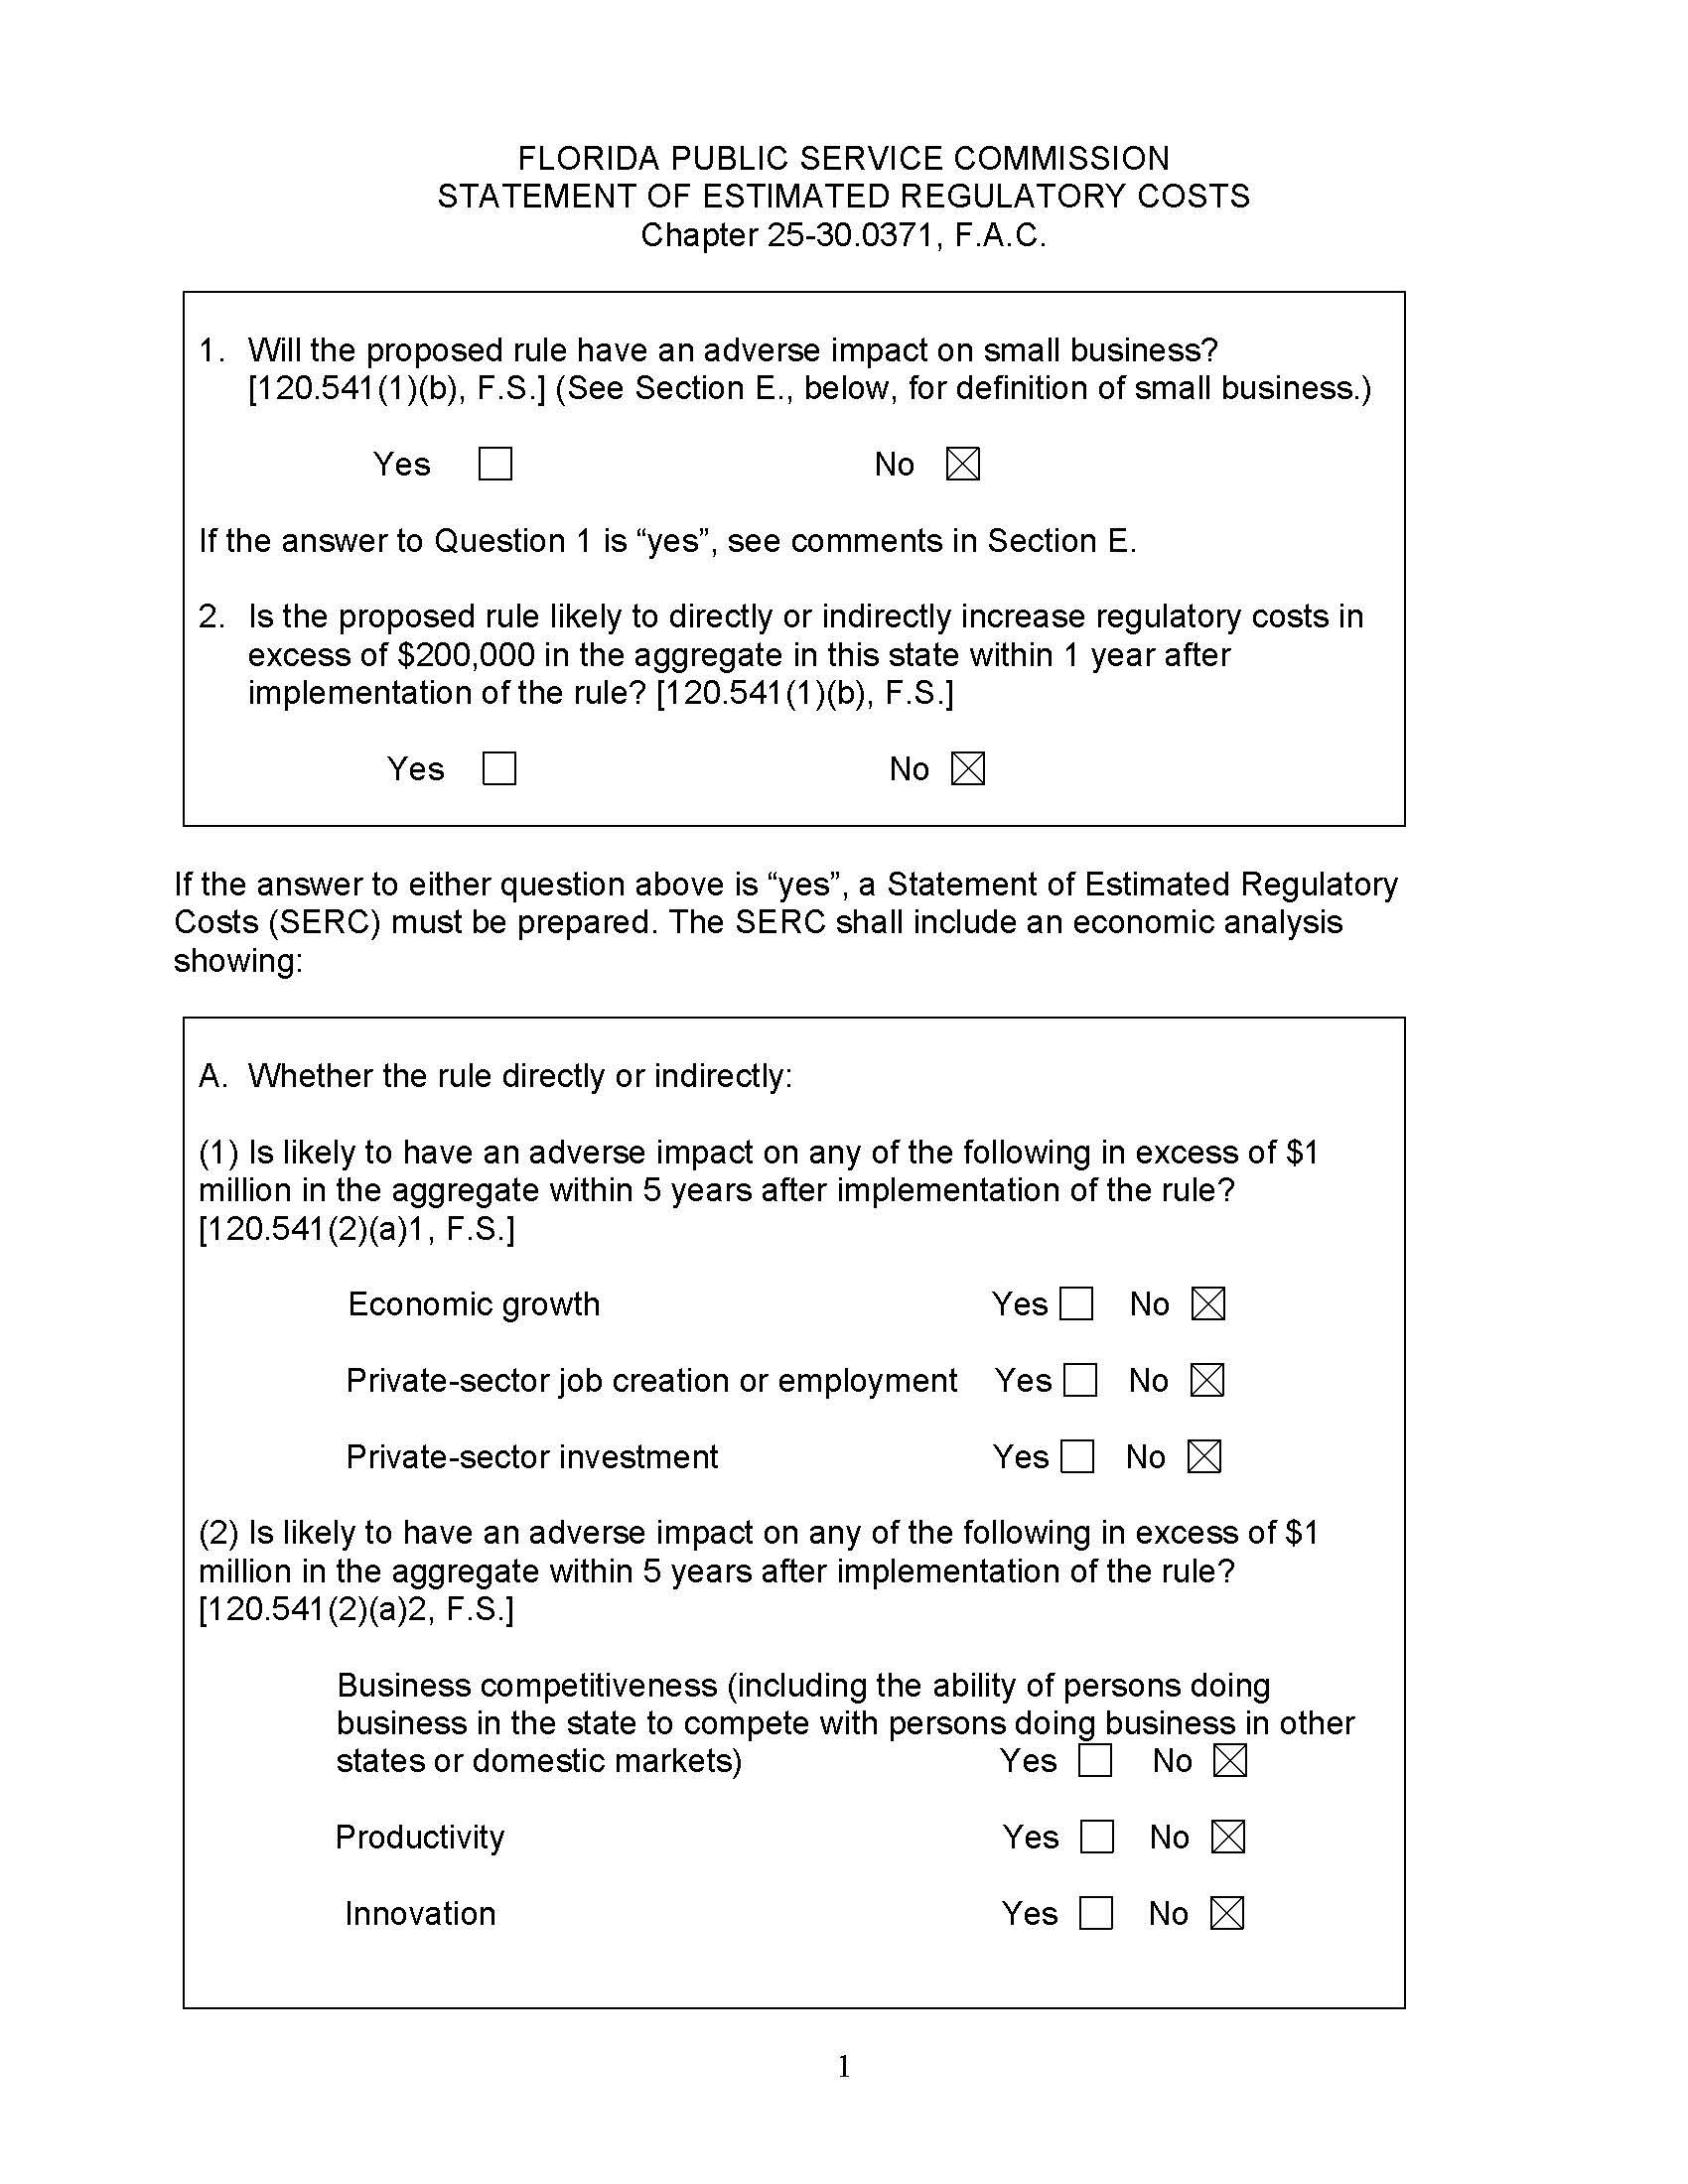 FLORIDA PUBLIC SERVICE COMMISSION
STATEMENT OF ESTIMATED REGULATORY COSTS
Chapter 25-30.0371, F.A.C.
1. Will the proposed rule have an adverse impact on small business?
[120.541(1)(b), F.S.] (See Section E., below, for definition of small business.)
Yes ☐ No ☒
If the answer to Question 1 is “yes”, see comments in Section E.
2. Is the proposed rule likely to directly or indirectly increase regulatory costs in
excess of $200,000 in the aggregate in this state within 1 year after
implementation of the rule? [120.541(1)(b), F.S.]
Yes ☐ No ☒
If the answer to either question above is “yes”, a Statement of Estimated Regulatory
Costs (SERC) must be prepared. The SERC shall include an economic analysis
showing:
A. Whether the rule directly or indirectly:
(1) Is likely to have an adverse impact on any of the following in excess of $1
million in the aggregate within 5 years after implementation of the rule?
[120.541(2)(a)1, F.S.]
Economic growth Yes ☐ No ☒
Private-sector job creation or employment Yes ☐ No ☒
Private-sector investment Yes ☐ No ☒
(2) Is likely to have an adverse impact on any of the following in excess of $1
million in the aggregate within 5 years after implementation of the rule?
[120.541(2)(a)2, F.S.]
Business competitiveness (including the ability of persons doing
business in the state to compete with persons doing business in other
states or domestic markets) Yes ☐ No ☒
Productivity Yes ☐ No ☒
Innovation Yes ☐ No ☒
1